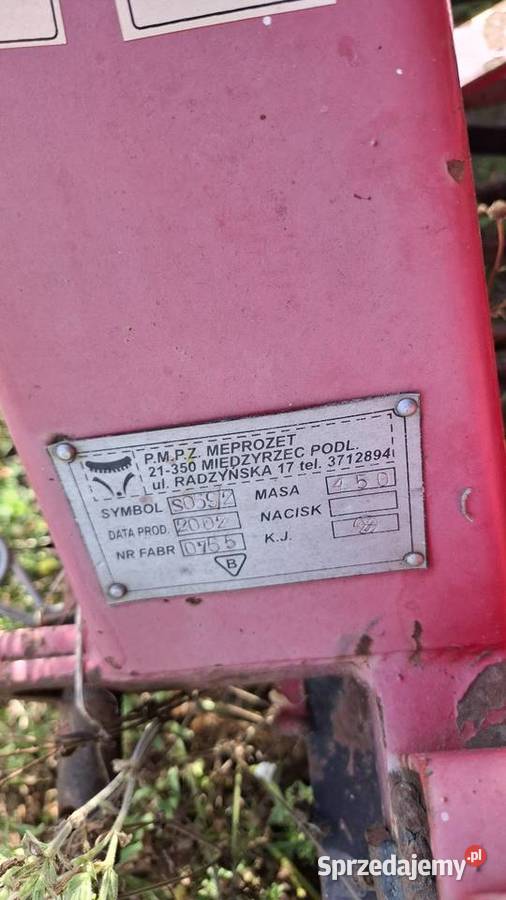 P.M.P.Z. MEPROZET
21-350 MIĘDZYRZEC PODL.
ul. RADZYŃSKA 17 tel. 3712894
SYMBOL S039/2
DATA PROD. 2002
NR FABR 0755
MASA 450
NACISK
K.J.
B
Sprzedajemy.pl